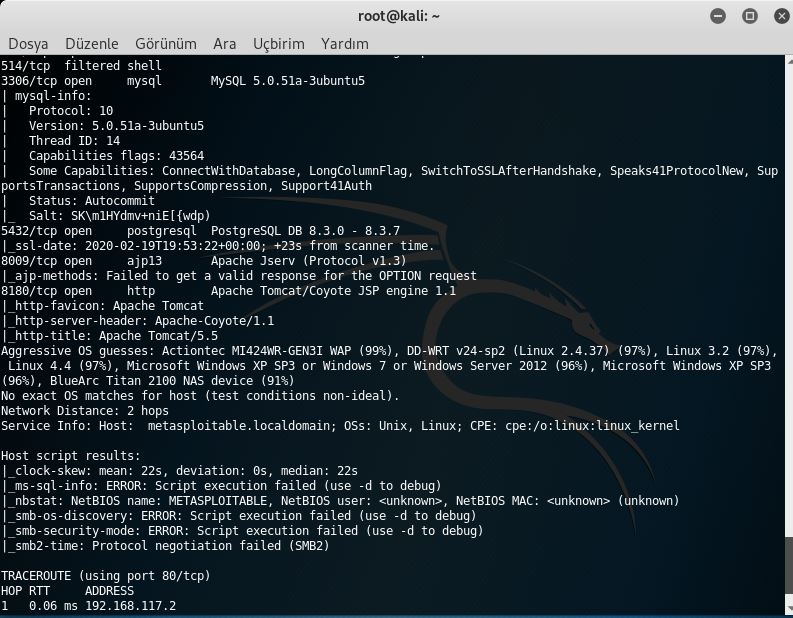 root@kali: ~
Dosya Düzenle Görünüm Ara Uçbirim Yardım
514/tcp  filtered shell
3306/tcp open     mysql       MySQL 5.0.51a-3ubuntu5
| mysql-info:
|   Protocol: 10
|   Version: 5.0.51a-3ubuntu5
|   Thread ID: 14
|   Capabilities flags: 43564
|   Some Capabilities: ConnectWithDatabase, LongColumnFlag, SwitchToSSLAfterHandshake, Speaks41ProtocolNew, Sup
portsTransactions, SupportsCompression, Support41Auth
|   Status: Autocommit
|_  Salt: SK\m1HYdmv+niE[{wdp)
5432/tcp open     postgresql  PostgreSQL DB 8.3.0 - 8.3.7
|_ssl-date: 2020-02-19T19:53:22+00:00; +23s from scanner time.
8009/tcp open     ajp13       Apache Jserv (Protocol v1.3)
|_ajp-methods: Failed to get a valid response for the OPTION request
8180/tcp open     http        Apache Tomcat/Coyote JSP engine 1.1
|_http-favicon: Apache Tomcat
|_http-server-header: Apache-Coyote/1.1
|_http-title: Apache Tomcat/5.5
Aggressive OS guesses: Actiontec MI424WR-GEN3I WAP (99%), DD-WRT v24-sp2 (Linux 2.4.37) (97%), Linux 3.2 (97%),
 Linux 4.4 (97%), Microsoft Windows XP SP3 or Windows 7 or Windows Server 2012 (96%), Microsoft Windows XP SP3
(96%), BlueArc Titan 2100 NAS device (91%)
No exact OS matches for host (test conditions non-ideal).
Network Distance: 2 hops
Service Info: Host:  metasploitable.localdomain; OSs: Unix, Linux; CPE: cpe:/o:linux:linux_kernel

Host script results:
|_clock-skew: mean: 22s, deviation: 0s, median: 22s
|_ms-sql-info: ERROR: Script execution failed (use -d to debug)
|_nbstat: NetBIOS name: METASPLOITABLE, NetBIOS user: <unknown>, NetBIOS MAC: <unknown> (unknown)
|_smb-os-discovery: ERROR: Script execution failed (use -d to debug)
|_smb-security-mode: ERROR: Script execution failed (use -d to debug)
|_smb2-time: Protocol negotiation failed (SMB2)

TRACEROUTE (using port 80/tcp)
HOP RTT     ADDRESS
1   0.06 ms 192.168.117.2